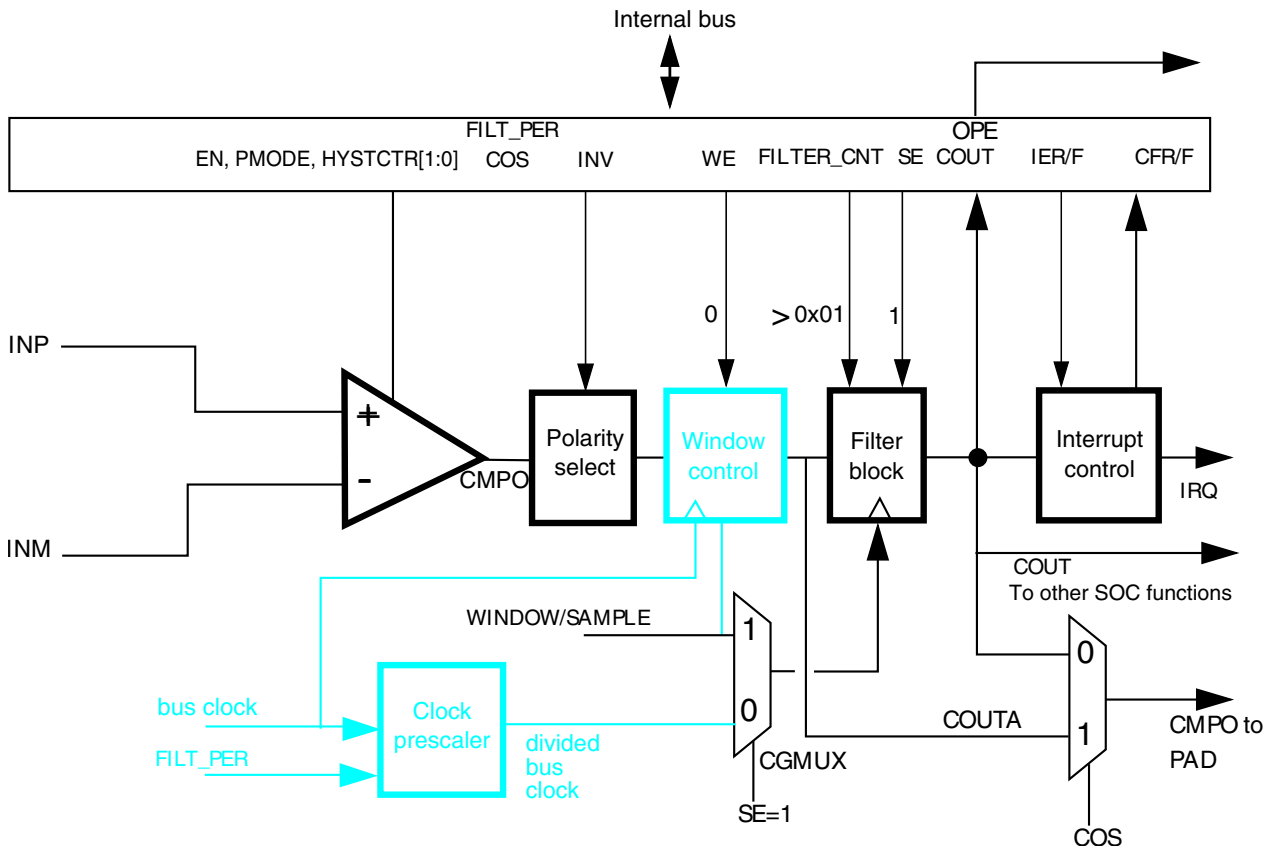 Internal bus
FILT_PER
OPE
EN, PMODE, HYSTCTR[1:0]
COS
INV
WE
FILTER_CNT
SE
COUT
IER/F
CFR/F
0
> 0x01
1
INP
+
-
INM
CMPO
Polarity
select
Window
control
Filter
block
Interrupt
control
IRQ
COUT
To other SOC functions
WINDOW/SAMPLE
1
0
CGMUX
SE=1
bus clock
FILT_PER
Clock
prescaler
divided
bus
clock
COUTA
0
1
COS
CMPO to
PAD